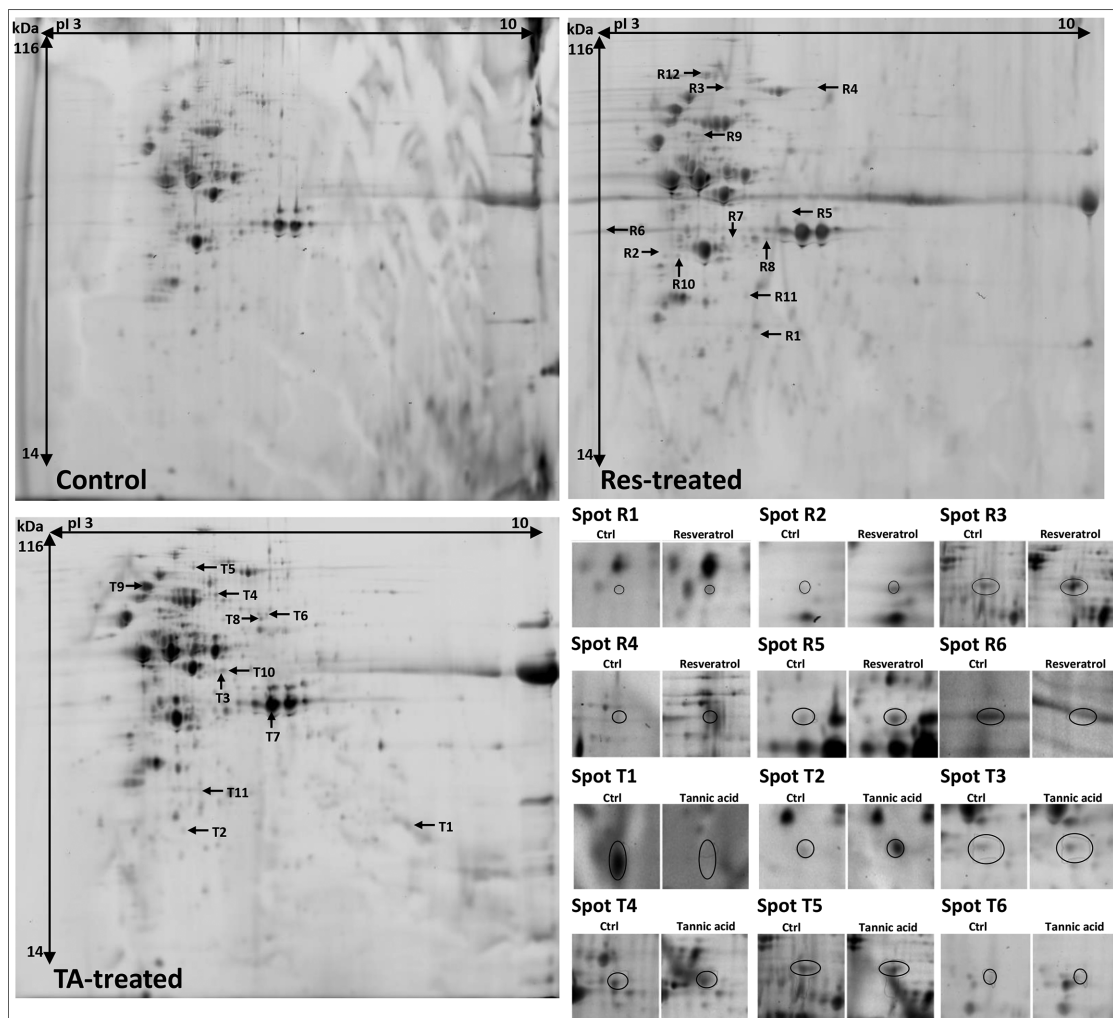 kDa pI 3 10
116
14
Control
kDa pI 3 10
116
R12
R3 R4
R9
R7 R5
R6
R2 R8
R10 R11
R1
14
Res-treated
kDa pI 3 10
116
T5
T9 T4
T8 T6
T10
T3
T7
T11
T2 T1
14
TA-treated
Spot R1 Spot R2 Spot R3
Ctrl Resveratrol Ctrl Resveratrol Ctrl Resveratrol
Spot R4 Spot R5 Spot R6
Ctrl Resveratrol Ctrl Resveratrol Ctrl Resveratrol
Spot T1 Spot T2 Spot T3
Ctrl Tannic acid Ctrl Tannic acid Ctrl Tannic acid
Spot T4 Spot T5 Spot T6
Ctrl Tannic acid Ctrl Tannic acid Ctrl Tannic acid